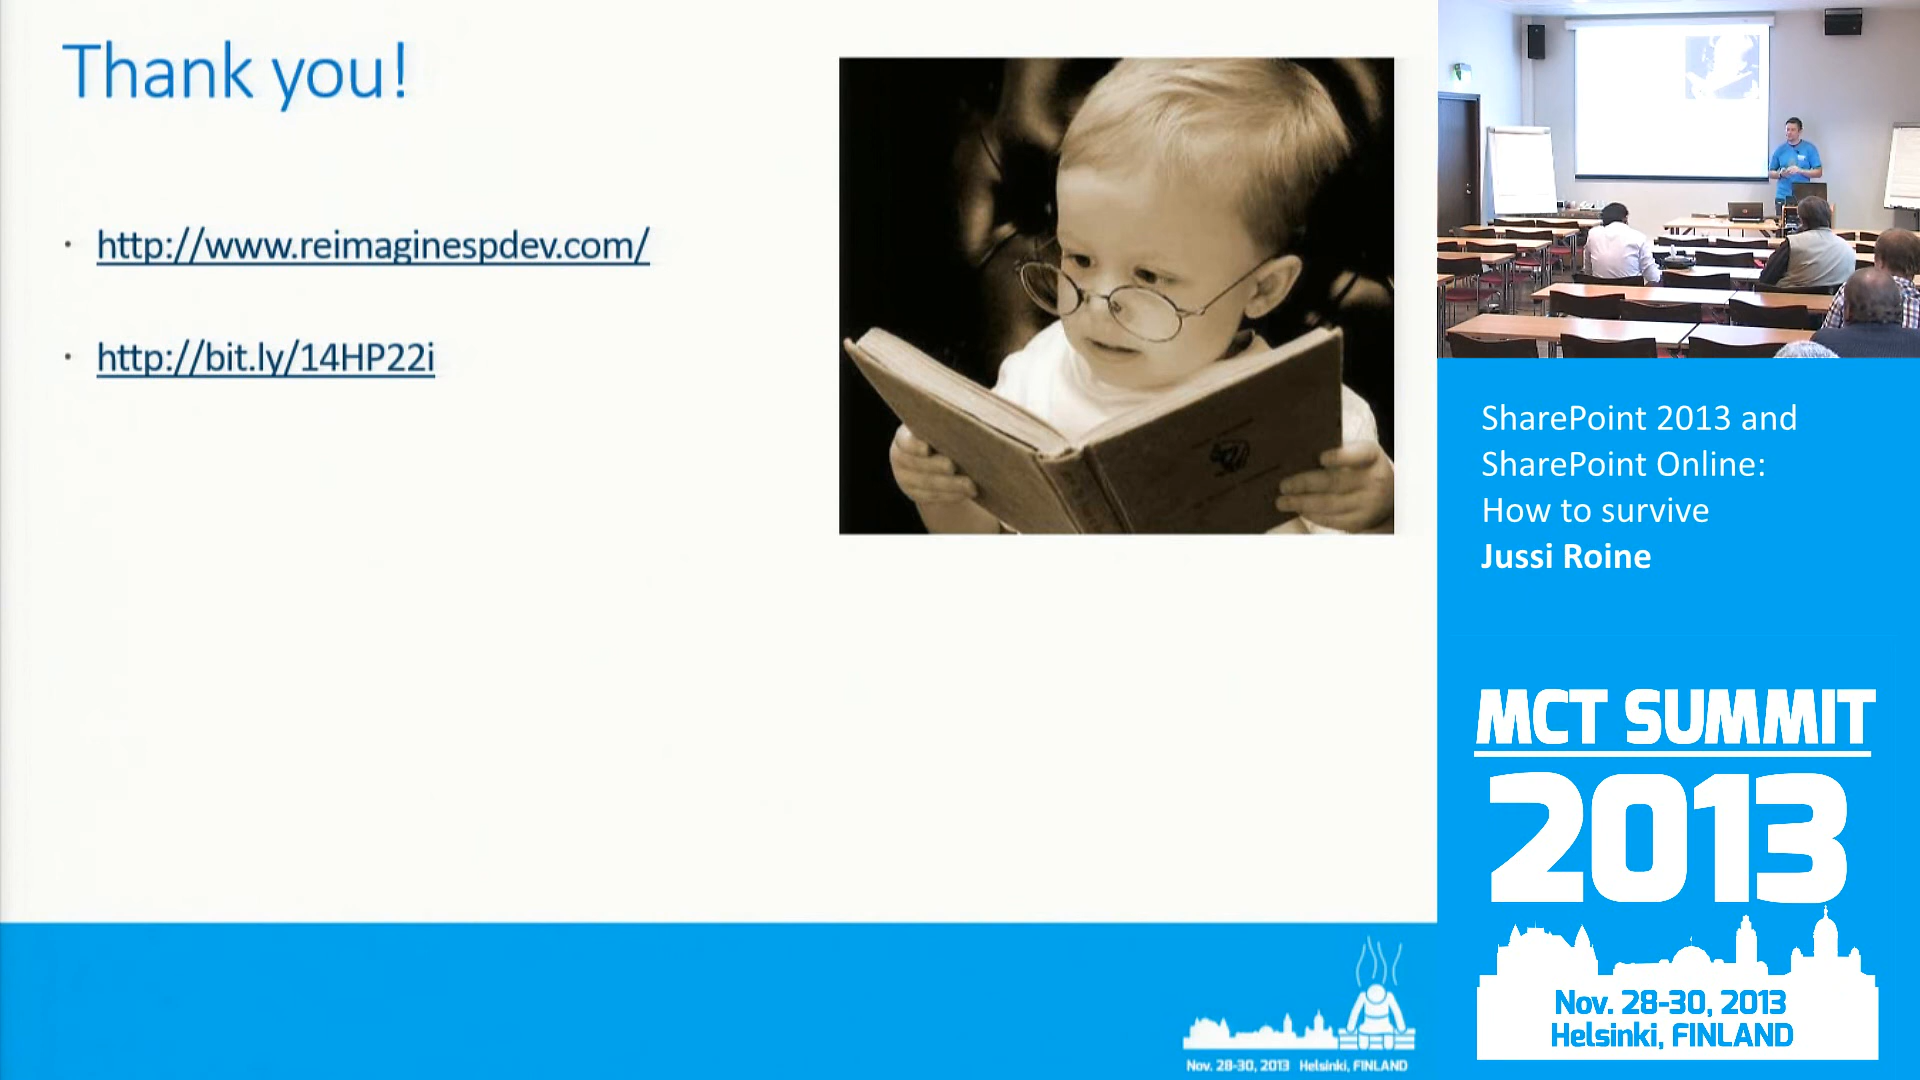 Thank you!
http://www.reimaginespdev.com/
http://bit.ly/14HP22i
Nov. 28-30, 2013 Helsinki, FINLAND
SharePoint 2013 and
SharePoint Online:
How to survive
Jussi Roine
MCT SUMMIT
2013
Nov. 28-30, 2013
Helsinki, FINLAND